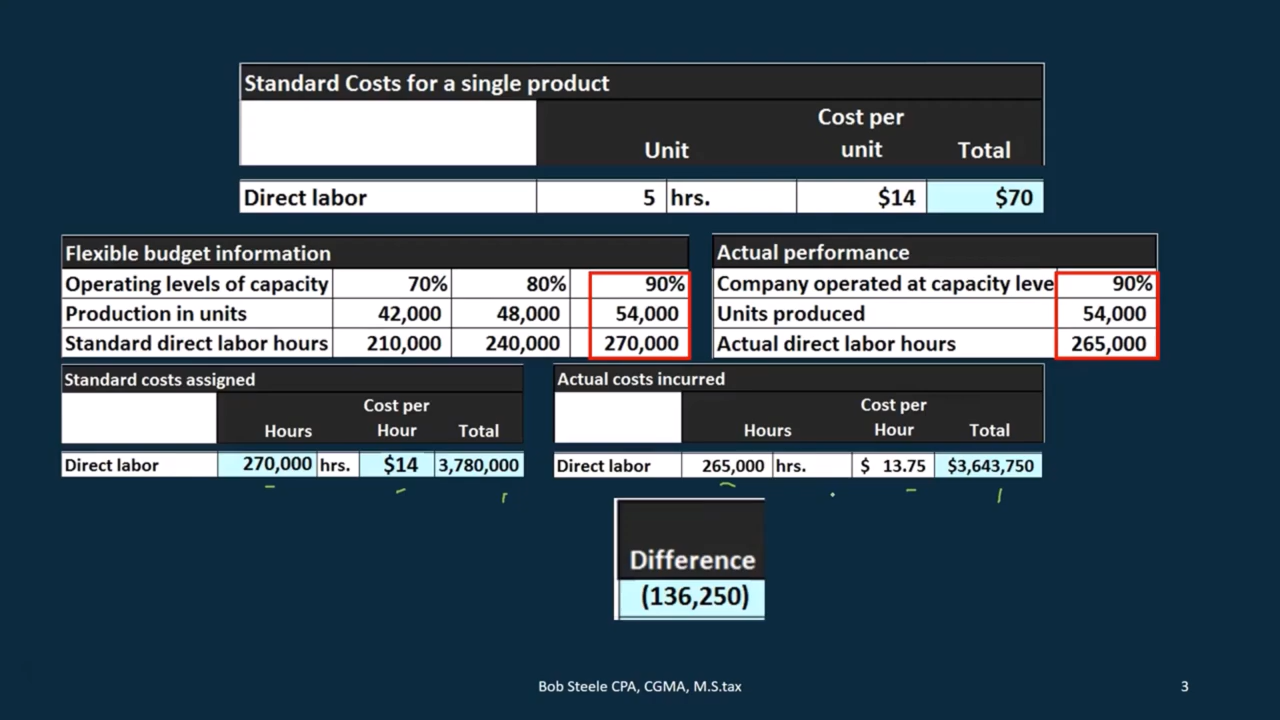 Standard Costs for a single product
Cost per
Unit unit Total
Direct labor 5 hrs. $14 $70
Flexible budget information
Operating levels of capacity 70% 80% 90%
Production in units 42,000 48,000 54,000
Standard direct labor hours 210,000 240,000 270,000
Actual performance
Company operated at capacity leve 90%
Units produced 54,000
Actual direct labor hours 265,000
Standard costs assigned
Cost per
Hours Hour Total
Direct labor 270,000 hrs. $14 3,780,000
Actual costs incurred
Cost per
Hours Hour Total
Direct labor 265,000 hrs. $ 13.75 $3,643,750
Difference
(136,250)
Bob Steele CPA, CGMA, M.S.tax 3